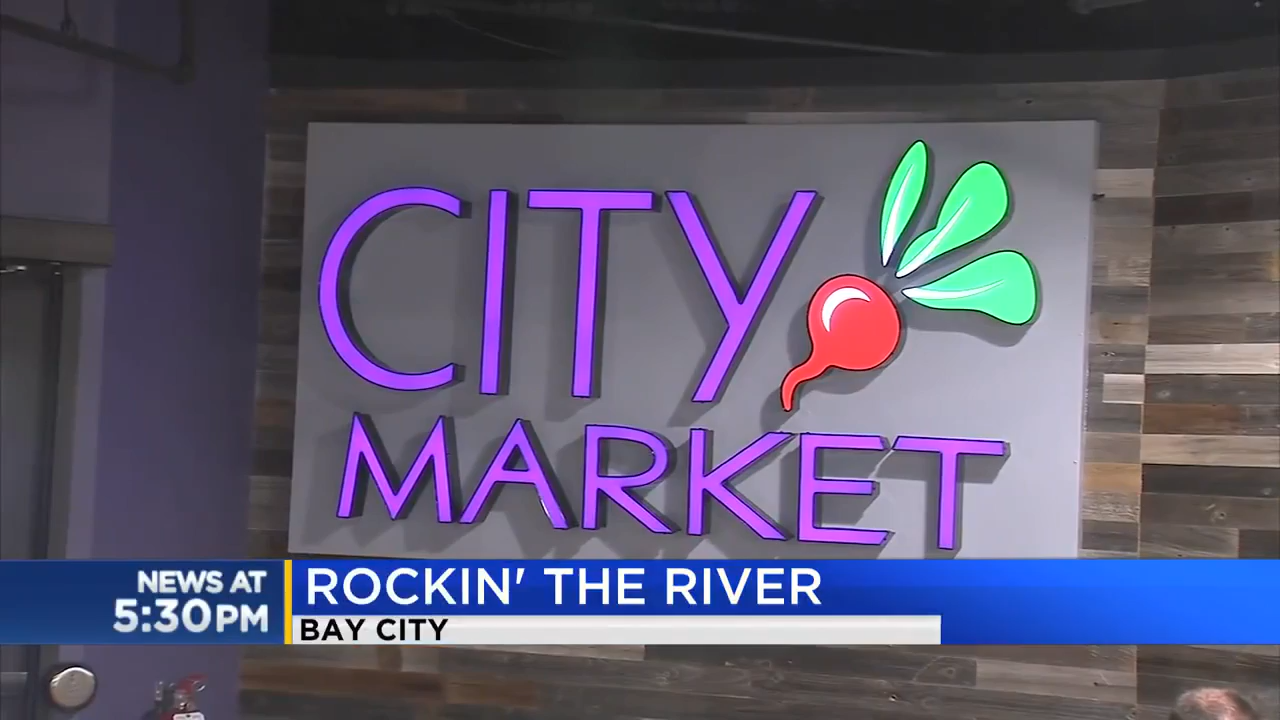 CITY
MARKET
NEWS AT
5:30PM
ROCKIN' THE RIVER
BAY CITY